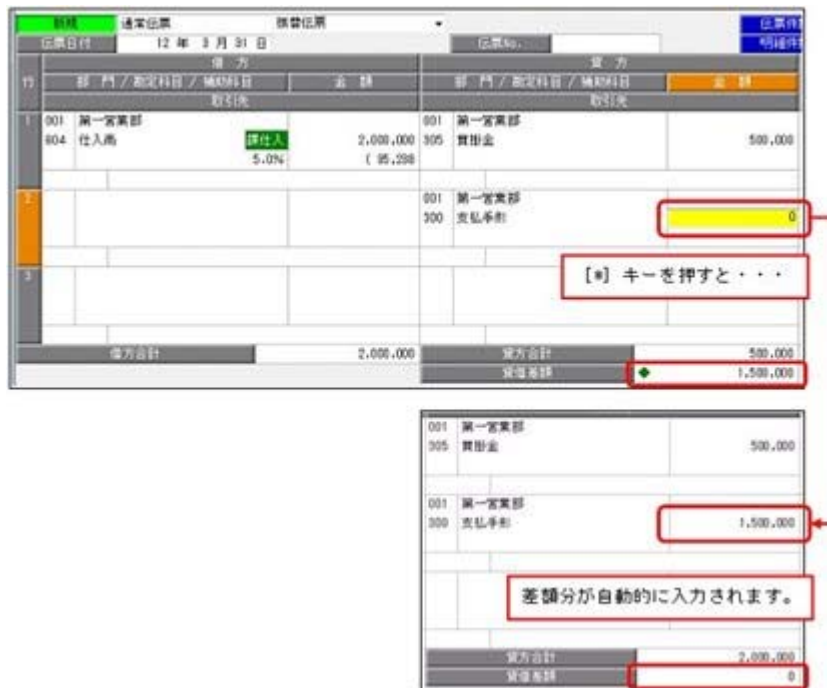 新規 通常伝票 振替伝票 伝票件
伝票日付 12 年 3 月 31 日 伝票No. 明細件
借 方 貸 方
行 部 門 / 勘定科目 / 補助科目 金 額 部 門 / 勘定科目 / 補助科目 金 額
取引先 取引先
1 001 第一営業部 001 第一営業部
604 仕入高 課仕入 2,000,000 305 買掛金 500,000
5.0% ( 95,238
2 001 第一営業部
300 支払手形 0
[*] キーを押すと・・・
3
借方合計 2,000,000 貸方合計 500,000
貸借差額 ◆ 1,500,000
001 第一営業部
305 買掛金 500,000
001 第一営業部
300 支払手形 1,500,000
差額分が自動的に入力されます。
貸方合計 2,000,000
貸借差額 0